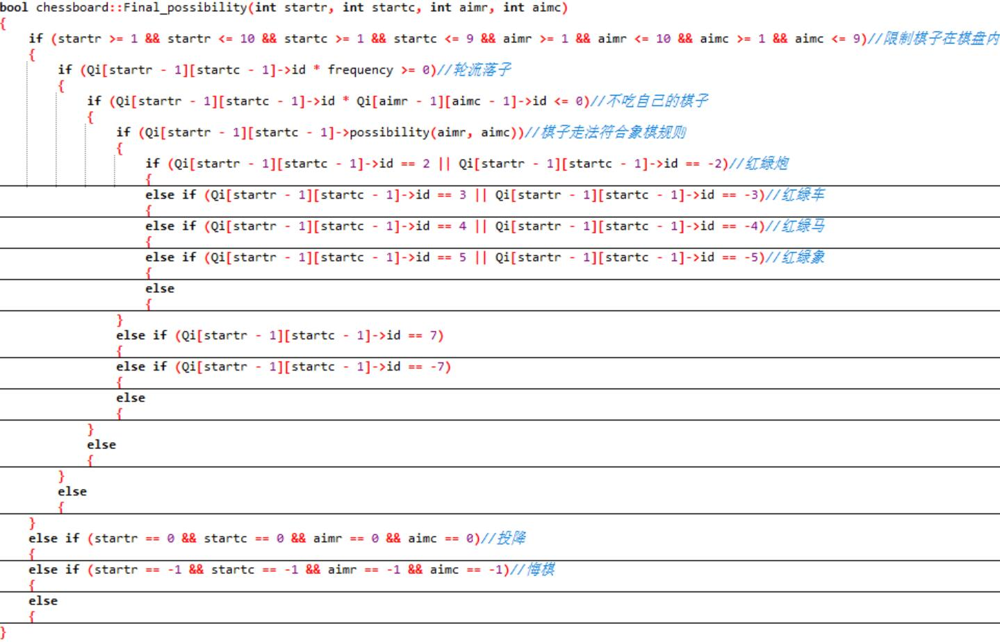 bool chessboard::Final_possibility(int startr, int startc, int aimr, int aimc)
{
    if (startr >= 1 && startr <= 10 && startc >= 1 && startc <= 9 && aimr >= 1 && aimr <= 10 && aimc >= 1 && aimc <= 9)//限制棋子在棋盘内
    {
        if (Qi[startr - 1][startc - 1]->id * frequency >= 0)//轮流落子
        {
            if (Qi[startr - 1][startc - 1]->id * Qi[aimr - 1][aimc - 1]->id <= 0)//不吃自己的棋子
            {
                if (Qi[startr - 1][startc - 1]->possibility(aimr, aimc))//棋子走法符合象棋规则
                {
                    if (Qi[startr - 1][startc - 1]->id == 2 || Qi[startr - 1][startc - 1]->id == -2)//红绿炮
                    {
                    else if (Qi[startr - 1][startc - 1]->id == 3 || Qi[startr - 1][startc - 1]->id == -3)//红绿车
                    {
                    else if (Qi[startr - 1][startc - 1]->id == 4 || Qi[startr - 1][startc - 1]->id == -4)//红绿马
                    {
                    else if (Qi[startr - 1][startc - 1]->id == 5 || Qi[startr - 1][startc - 1]->id == -5)//红绿象
                    {
                    else
                    {
                }
                else if (Qi[startr - 1][startc - 1]->id == 7)
                {
                else if (Qi[startr - 1][startc - 1]->id == -7)
                {
                else
                {
            }
            else
            {
        }
        else
        {
    }
    else if (startr == 0 && startc == 0 && aimr == 0 && aimc == 0)//投降
    {
    else if (startr == -1 && startc == -1 && aimr == -1 && aimc == -1)//悔棋
    {
    else
    {
}